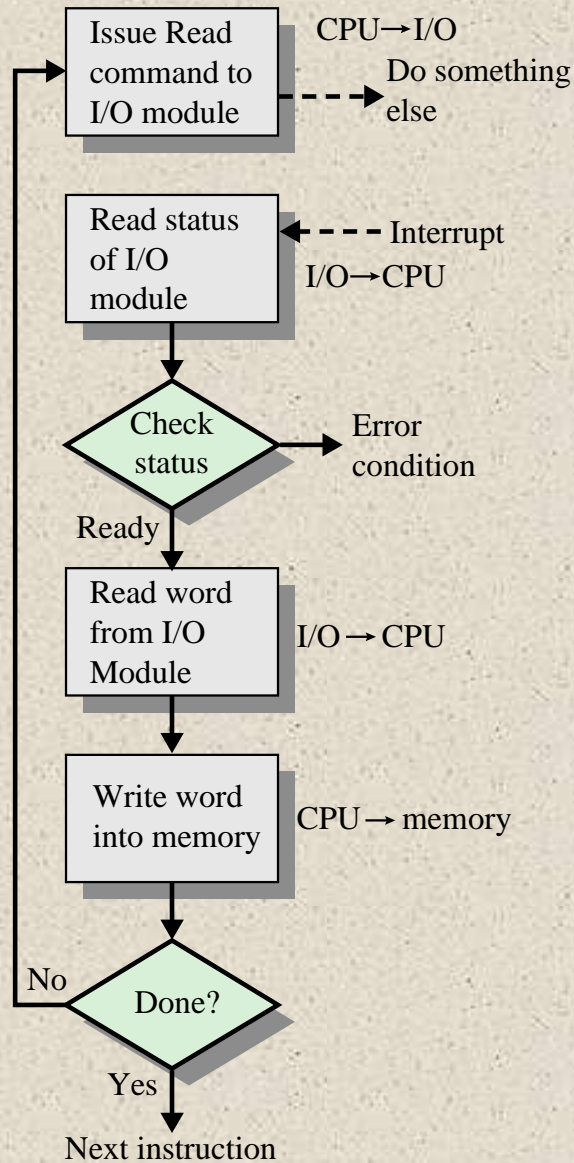 Issue Read
command to
I/O module
CPU→I/O
Do something
else
Read status
of I/O
module
Interrupt
I/O→CPU
Check
status
Error
condition
Ready
Read word
from I/O
Module
I/O → CPU
Write word
into memory
CPU → memory
No
Done?
Yes
Next instruction